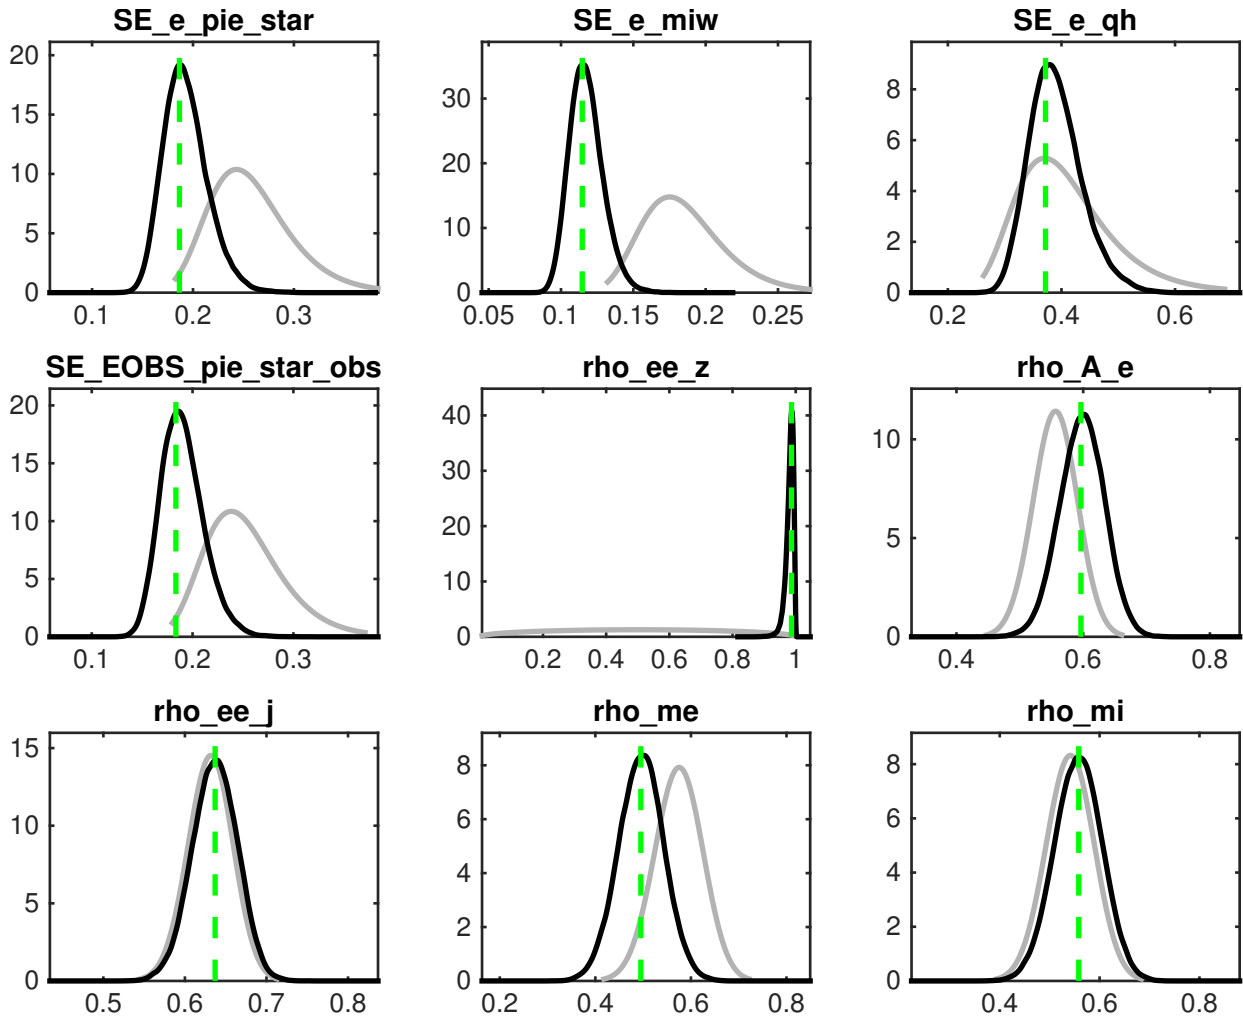 SE_e_pie_star
20
15
10
5
0
0.1 0.2 0.3
SE_e_miw
30
20
10
0
0.05 0.1 0.15 0.2 0.25
SE_e_qh
8
6
4
2
0
0.2 0.4 0.6
SE_EOBS_pie_star_obs
20
15
10
5
0
0.1 0.2 0.3
rho_ee_z
40
30
20
10
0
0.2 0.4 0.6 0.8 1
rho_A_e
10
5
0
0.4 0.6 0.8
rho_ee_j
15
10
5
0
0.5 0.6 0.7 0.8
rho_me
8
6
4
2
0
0.2 0.4 0.6 0.8
rho_mi
8
6
4
2
0
0.4 0.6 0.8